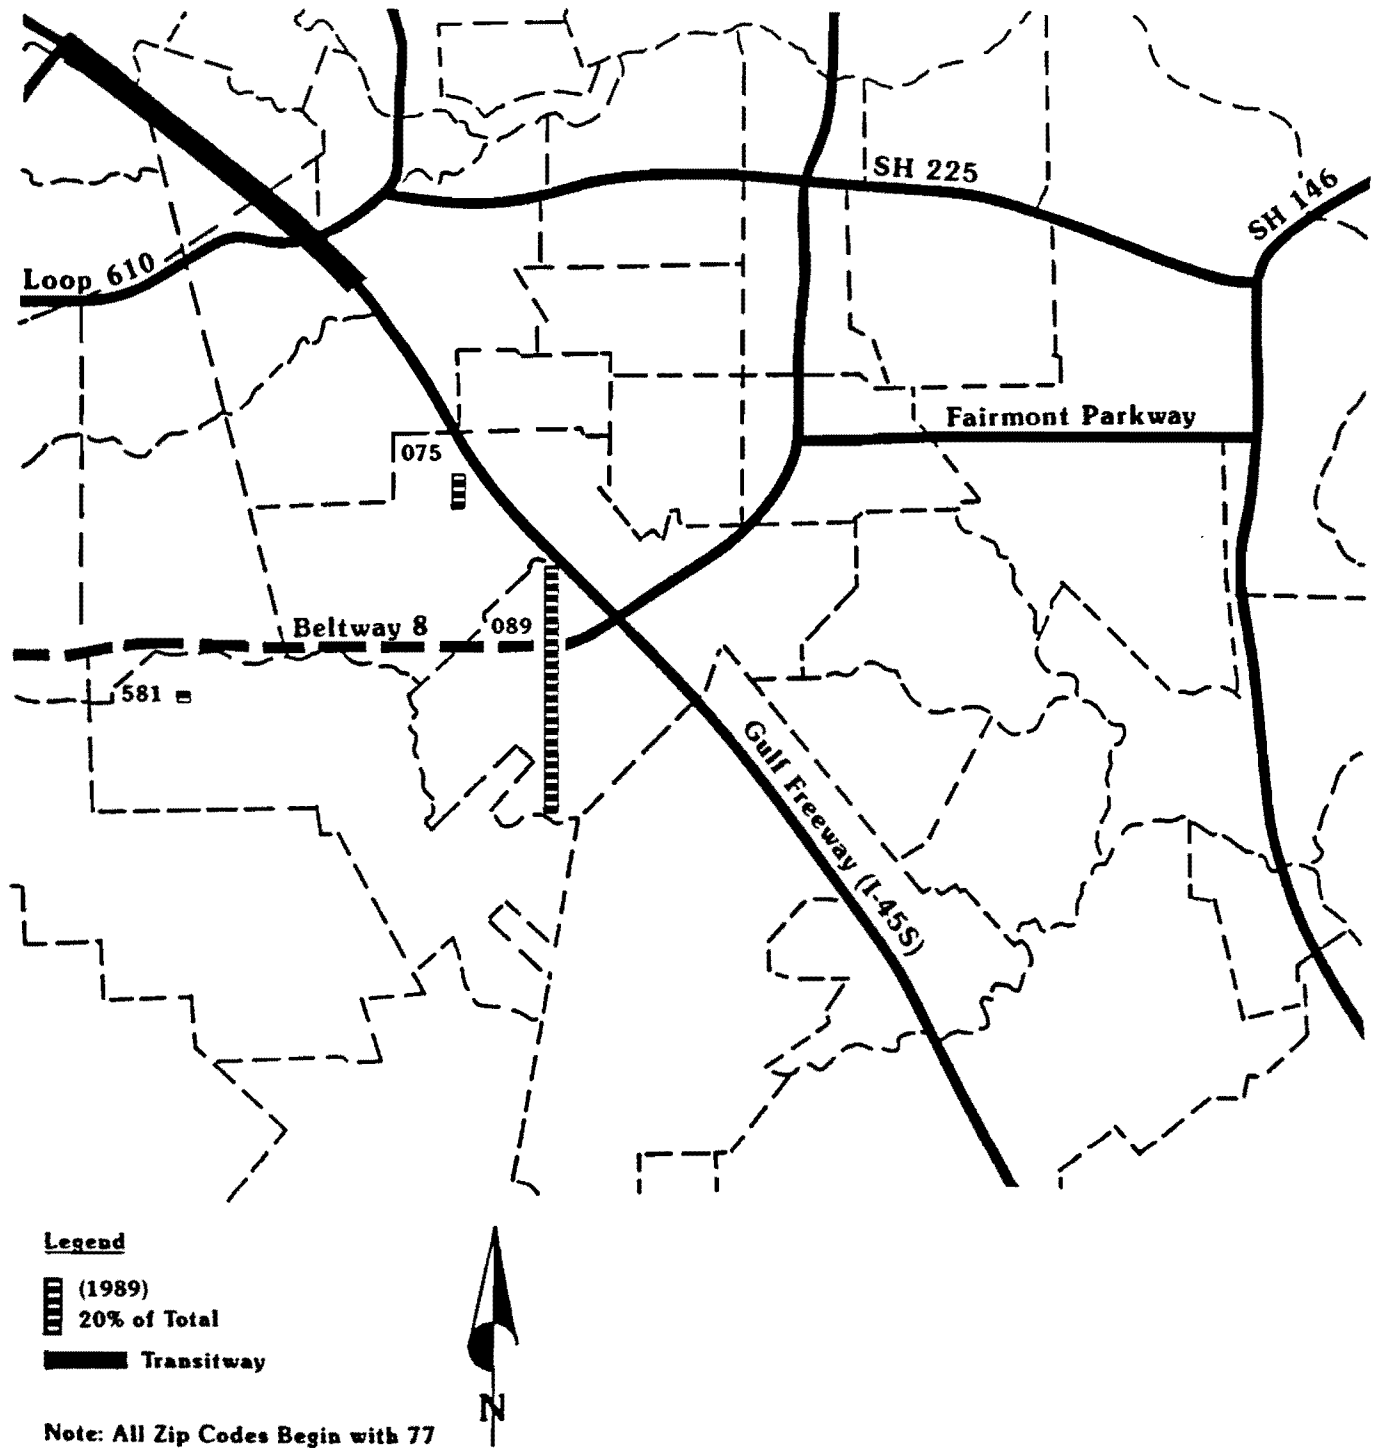 SH 225
SH 146
Loop 610
Fairmont Parkway
075
Beltway 8
089
581
Gulf Freeway (I-45S)
Legend
(1989)
20% of Total
Transitway
N
Note: All Zip Codes Begin with 77